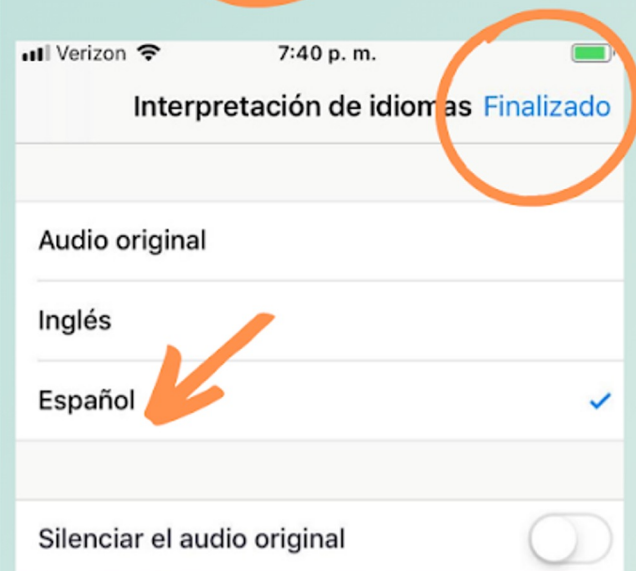 Verizon 7:40 p. m.
Interpretación de idiomas Finalizado
Audio original
Inglés
Español
Silenciar el audio original